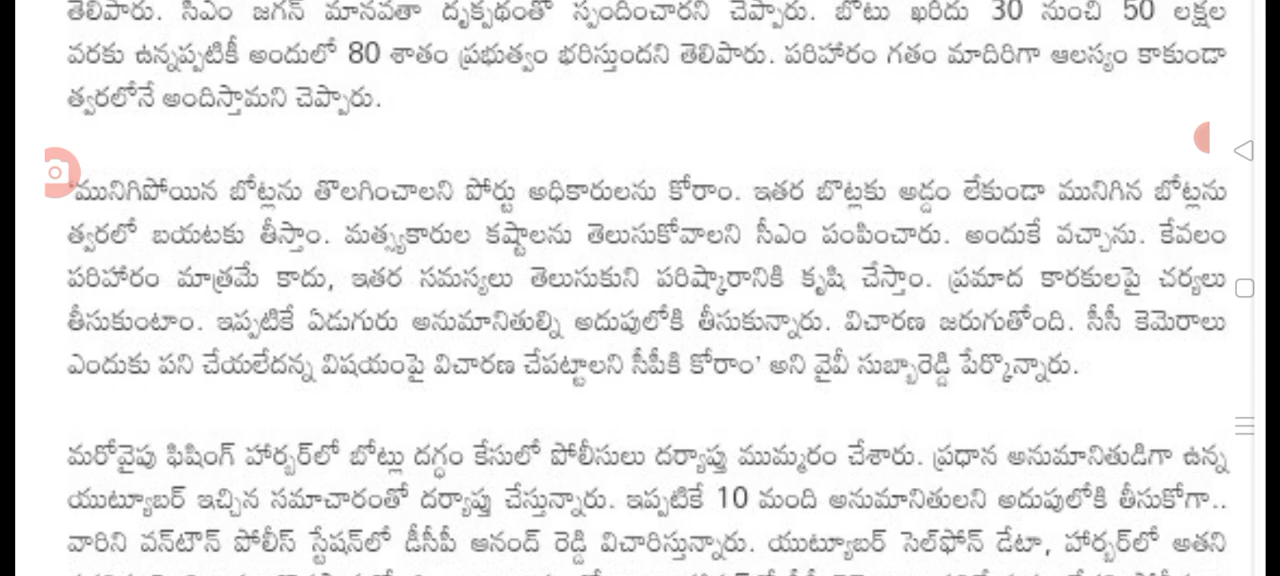 తెలిపారు. సీఎం జగన్ మానవతా దృక్పథంతో స్పందించారని చెప్పారు. బోటు ఖరీదు 30 నుంచి 50 లక్షల
వరకు ఉన్నప్పటికీ అందులో 80 శాతం ప్రభుత్వం భరిస్తుందని తెలిపారు. పరిహారం గతం మాదిరిగా ఆలస్యం కాకుండా
త్వరలోనే అందిస్తామని చెప్పారు.
'మునిగిపోయిన బోట్లను తొలగించాలని పోర్టు అధికారులను కోరాం. ఇతర బొట్లకు అడ్డం లేకుండా మునిగిన బోట్లను
త్వరలో బయటకు తీస్తాం. మత్స్యకారుల కష్టాలను తెలుసుకోవాలని సీఎం పంపించారు. అందుకే వచ్చాను. కేవలం
పరిహారం మాత్రమే కాదు, ఇతర సమస్యలు తెలుసుకుని పరిష్కారానికి కృషి చేస్తాం. ప్రమాద కారకులపై చర్యలు
తీసుకుంటాం. ఇప్పటికే ఏడుగురు అనుమానితుల్ని అదుపులోకి తీసుకున్నారు. విచారణ జరుగుతోంది. సీసీ కెమెరాలు
ఎందుకు పని చేయలేదన్న విషయంపై విచారణ చేపట్టాలని సీపీకి కోరాం' అని వైవీ సుబ్బారెడ్డి పేర్కొన్నారు.
మరోవైపు ఫిషింగ్ హార్బర్‌లో బోట్లు దగ్ధం కేసులో పోలీసులు దర్యాప్తు ముమ్మరం చేశారు. ప్రధాన అనుమానితుడిగా ఉన్న
యుట్యూబర్ ఇచ్చిన సమాచారంతో దర్యాప్తు చేస్తున్నారు. ఇప్పటికే 10 మంది అనుమానితులని అదుపులోకి తీసుకోగా..
వారిని వన్‌టౌన్ పోలీస్ స్టేషన్‌లో డీసీపీ ఆనంద్ రెడ్డి విచారిస్తున్నారు. యుట్యూబర్ సెల్‌ఫోన్ డేటా, హార్బర్‌లో అతని